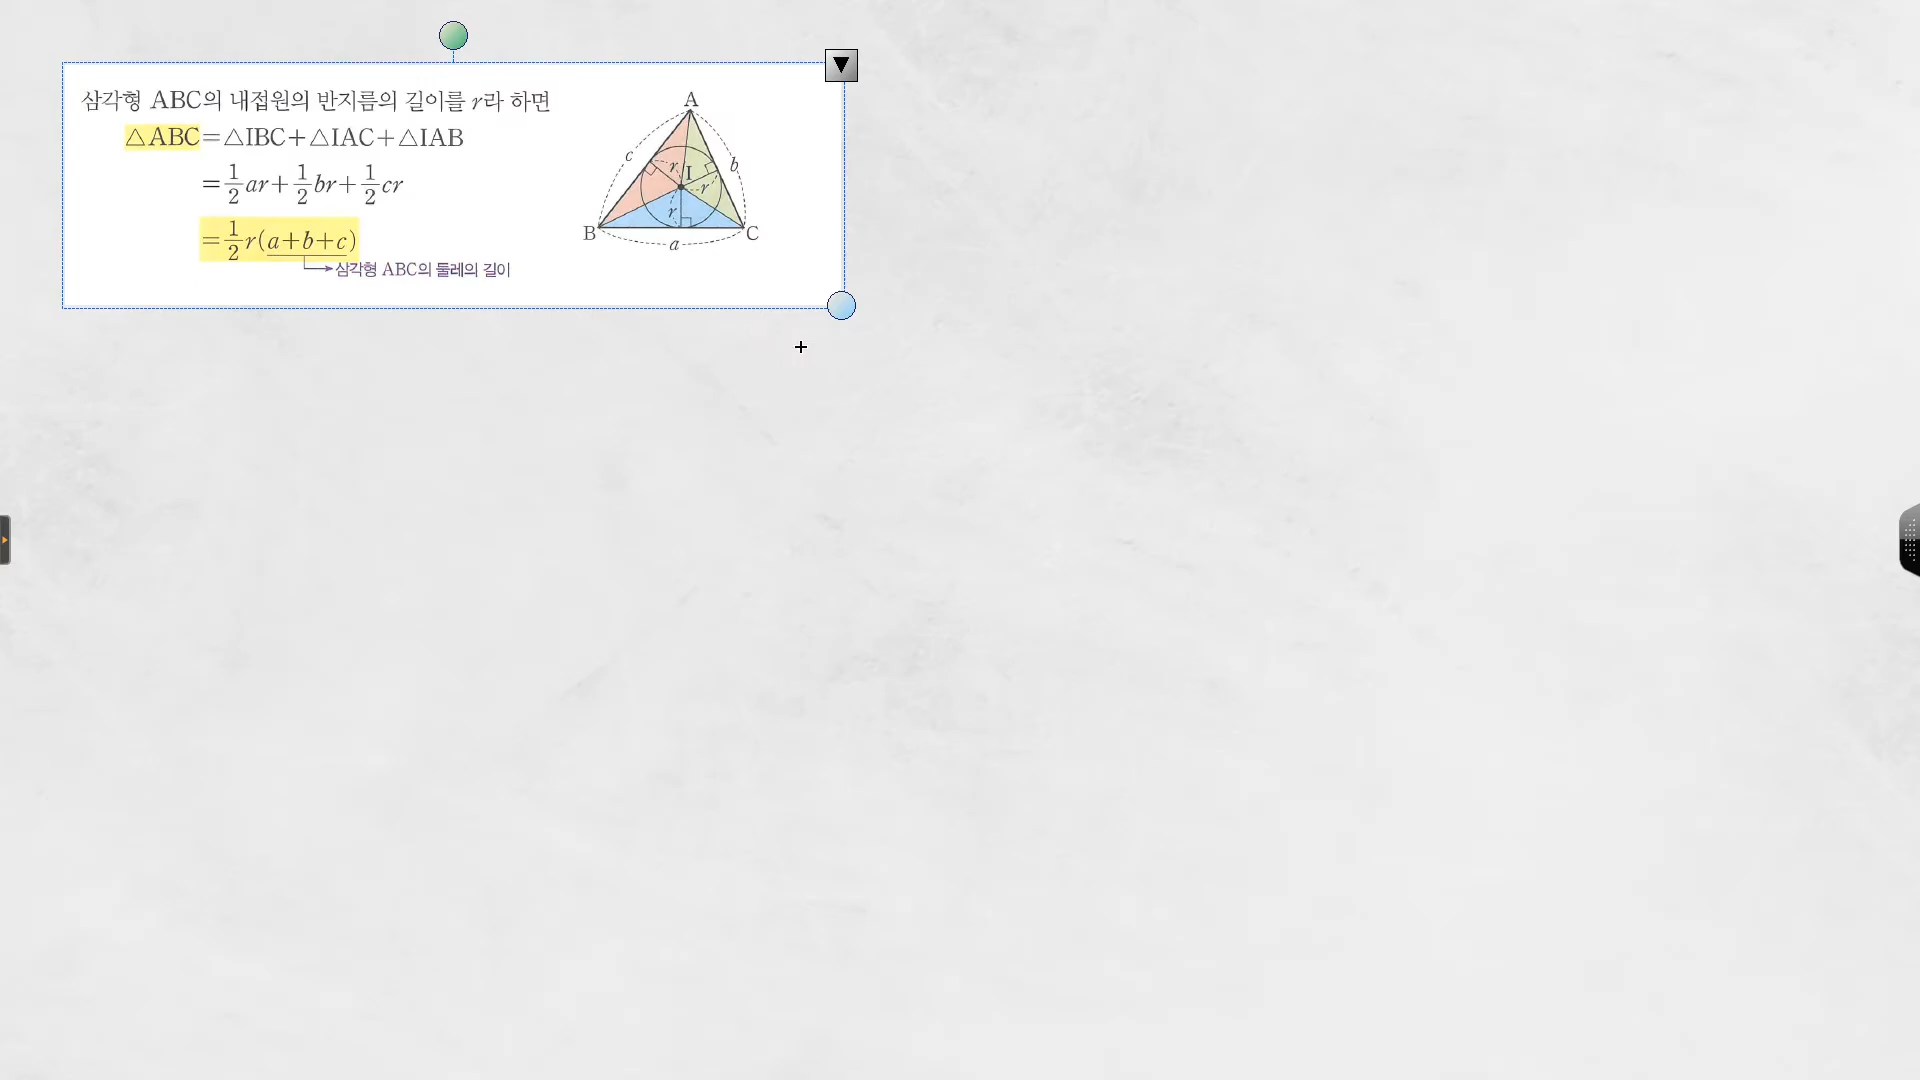 삼각형 ABC의 내접원의 반지름의 길이를 r라 하면
△ABC=△IBC+△IAC+△IAB
=1/2ar+1/2br+1/2cr
=1/2r(a+b+c)
삼각형 ABC의 둘레의 길이
A
c
b
r
I
r
r
B
C
a